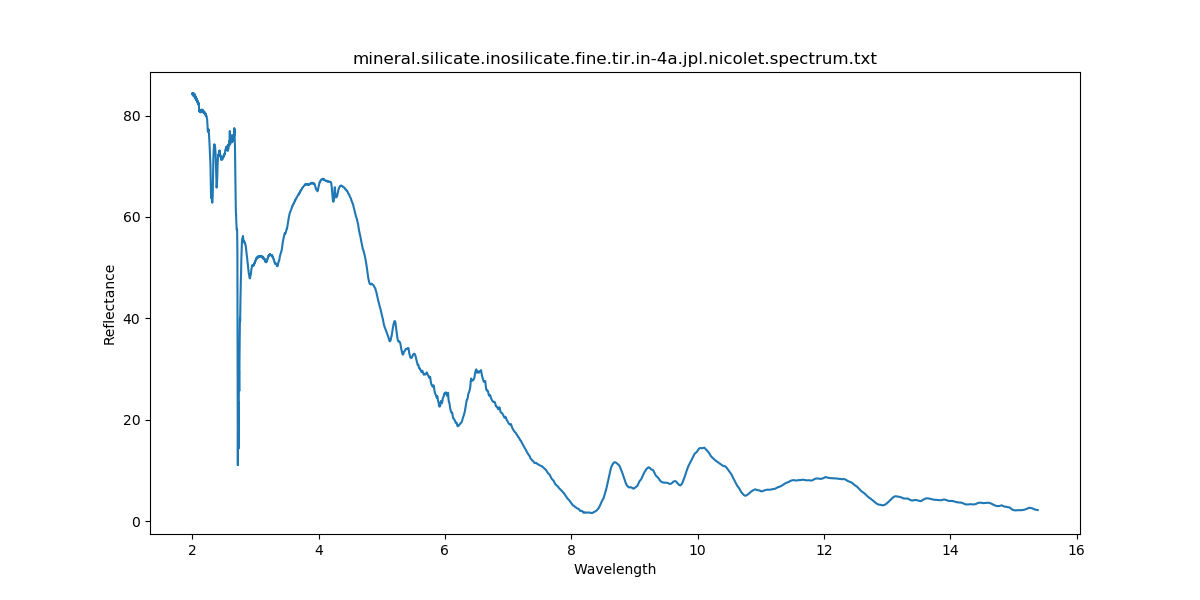 mineral.silicate.inosilicate.fine.tir.in-4a.jpl.nicolet.spectrum.txt
80
60
40
20
0
Reflectance
2 4 6 8 10 12 14 16
Wavelength